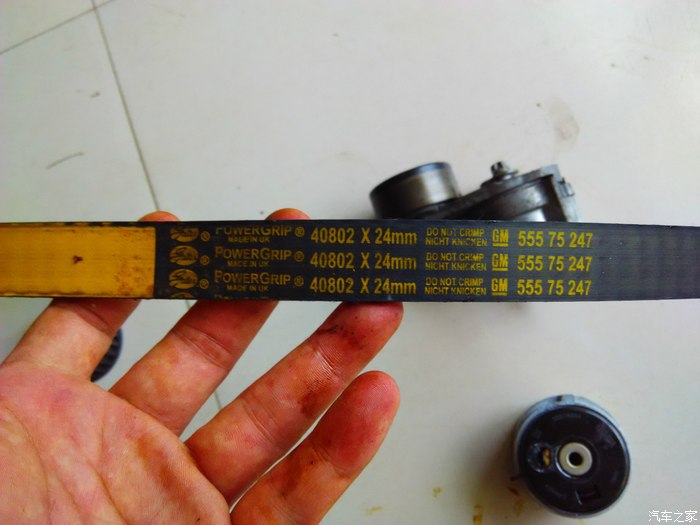 POWERGRIP ® 40802 X 24mm DO NOT CRIMP GM 555 75 247
MADE IN UK NICHT KNICKEN
POWERGRIP ® 40802 X 24mm DO NOT CRIMP GM 555 75 247
MADE IN UK NICHT KNICKEN
POWERGRIP ® 40802 X 24mm DO NOT CRIMP GM 555 75 247
MADE IN UK NICHT KNICKEN
汽车之家